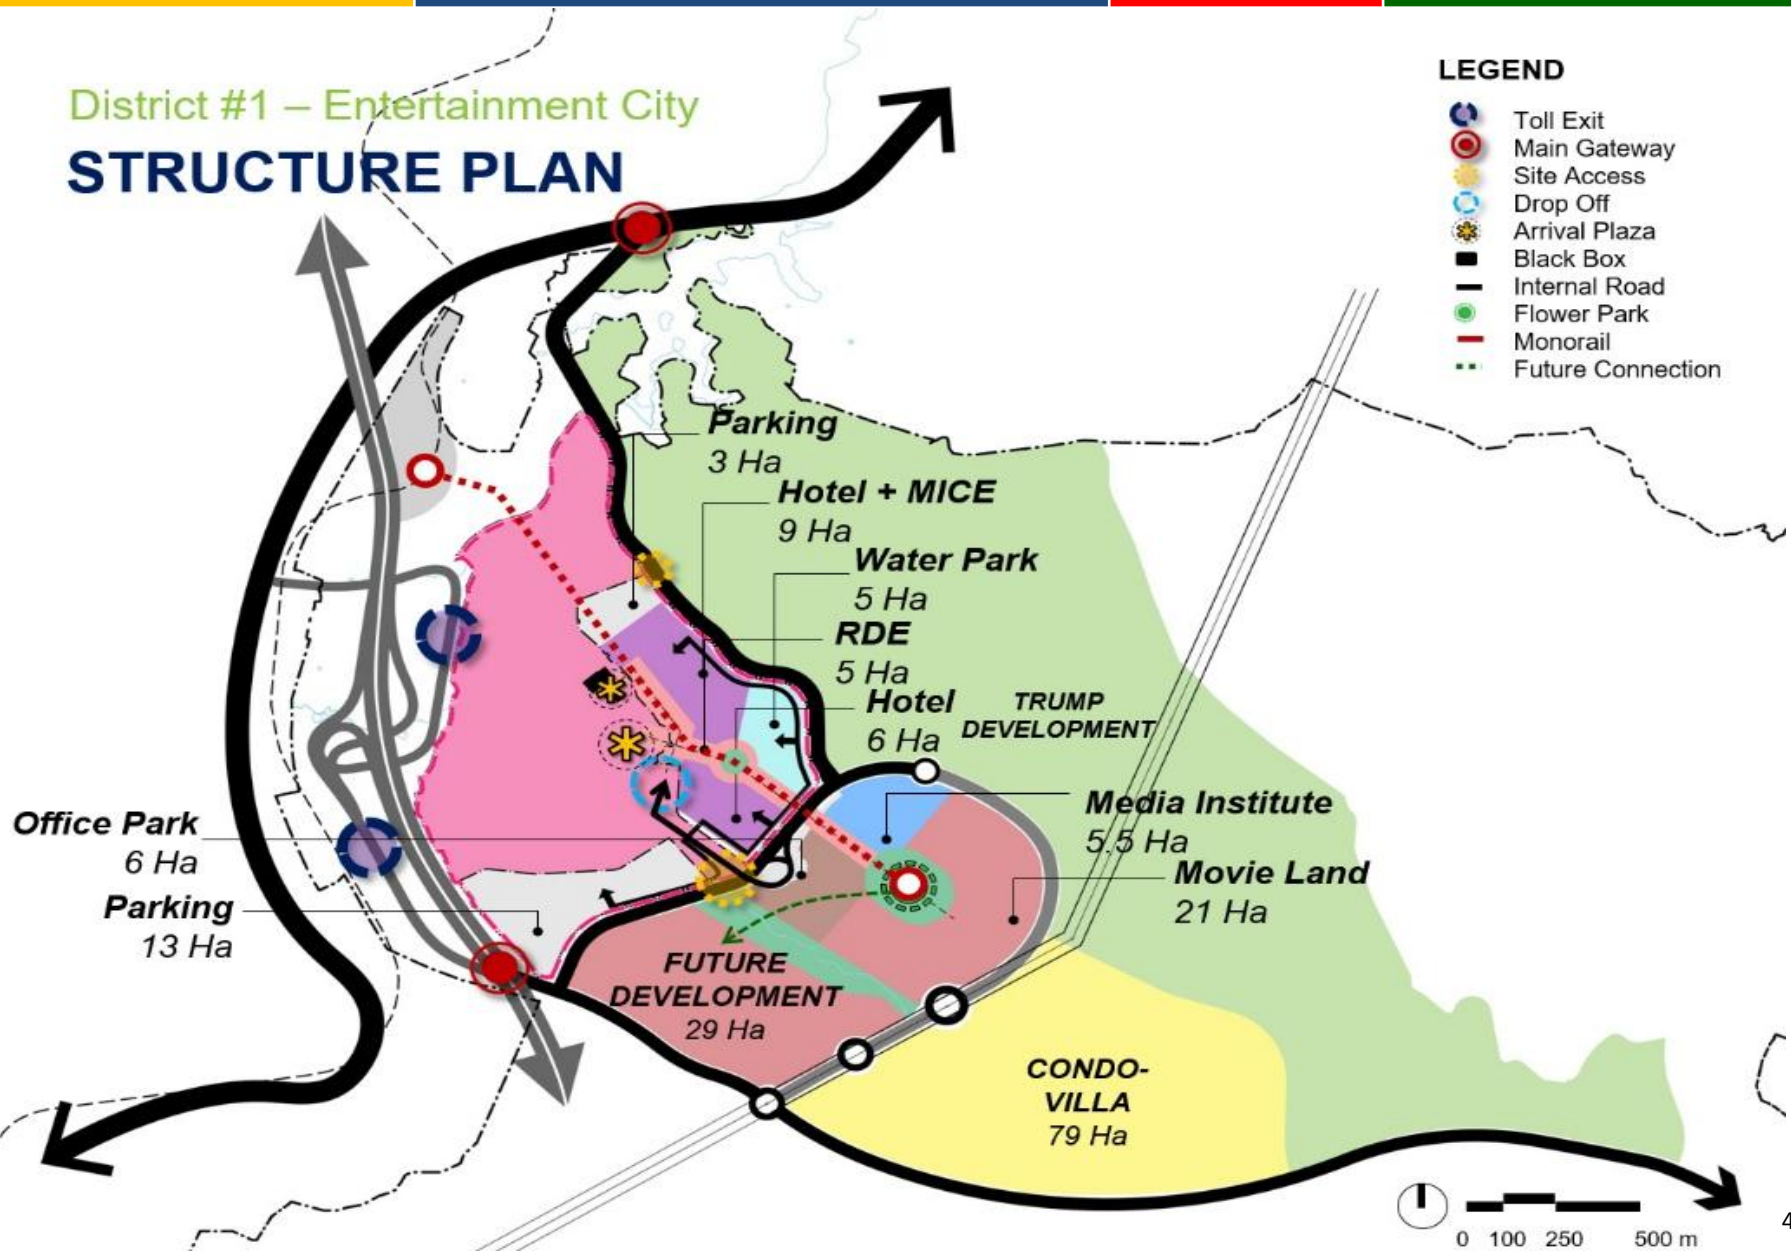 District #1 – Entertainment City
STRUCTURE PLAN
LEGEND
Toll Exit
Main Gateway
Site Access
Drop Off
Arrival Plaza
Black Box
Internal Road
Flower Park
Monorail
Future Connection
Parking
3 Ha
Hotel + MICE
9 Ha
Water Park
5 Ha
RDE
5 Ha
Hotel
6 Ha
TRUMP
DEVELOPMENT
Media Institute
5.5 Ha
Movie Land
21 Ha
Office Park
6 Ha
Parking
13 Ha
FUTURE
DEVELOPMENT
29 Ha
CONDO-
VILLA
79 Ha
0 100 250 500 m
4